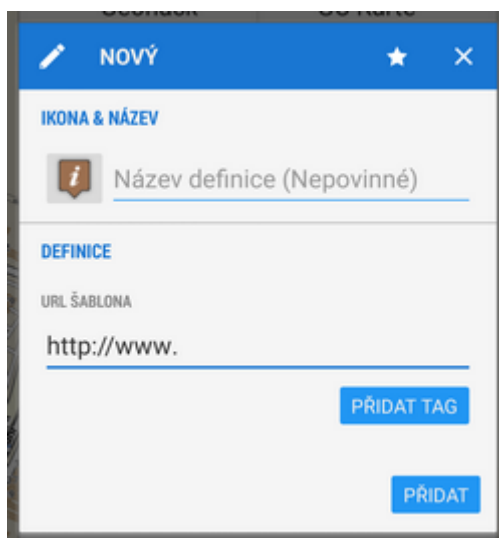 NOVÝ
IKONA & NÁZEV
Název definice (Nepovinné)
DEFINICE
URL ŠABLONA
http://www.
PŘIDAT TAG
PŘIDAT